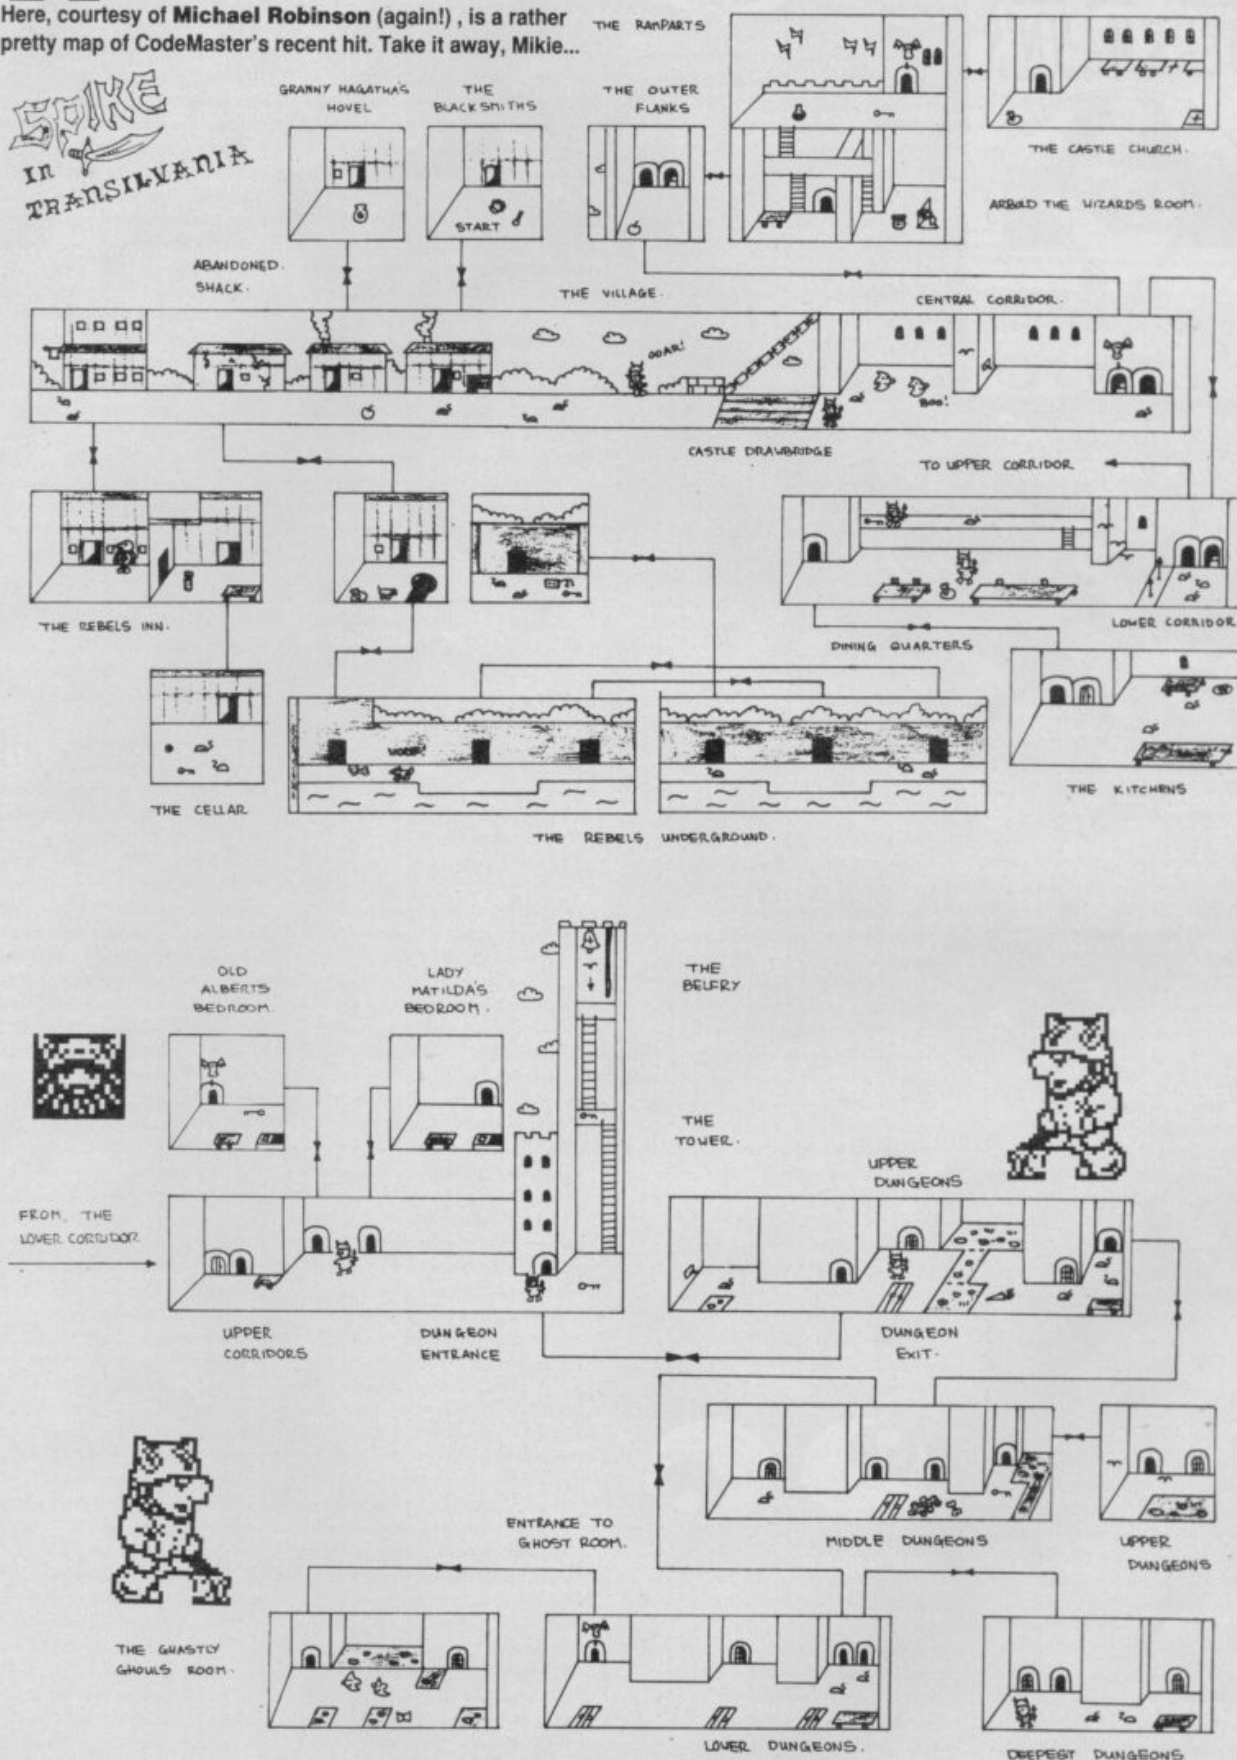 Here, courtesy of Michael Robinson (again!) , is a rather
pretty map of CodeMaster's recent hit. Take it away, Mikie...
SPIKE
IN
TRANSILVANIA
GRANNY HAGATHA'S
HOVEL
THE
BLACKSMITHS
THE OUTER
FLANKS
THE RAMPARTS
THE CASTLE CHURCH.
ARBOLD THE WIZARDS ROOM.
START
ABANDONED.
SHACK.
THE VILLAGE.
CENTRAL CORRIDOR.
OOAR!
BOO!
CASTLE DRAWBRIDGE
TO UPPER CORRIDOR
THE REBELS INN.
LOWER CORRIDOR
DINING QUARTERS
WOOF!
THE CELLAR
THE KITCHENS
THE REBELS UNDERGROUND.
OLD
ALBERTS
BEDROOM.
LADY
MATILDA'S
BEDROOM.
THE
BELFRY
THE
TOWER.
UPPER
DUNGEONS
FROM. THE
LOWER CORRIDOR
UPPER
CORRIDORS
DUNGEON
ENTRANCE
DUNGEON
EXIT.
ENTRANCE TO
GHOST ROOM.
MIDDLE DUNGEONS
UPPER
DUNGEONS
THE GHASTLY
GHOULS ROOM.
LOWER DUNGEONS.
DEEPEST DUNGEONS